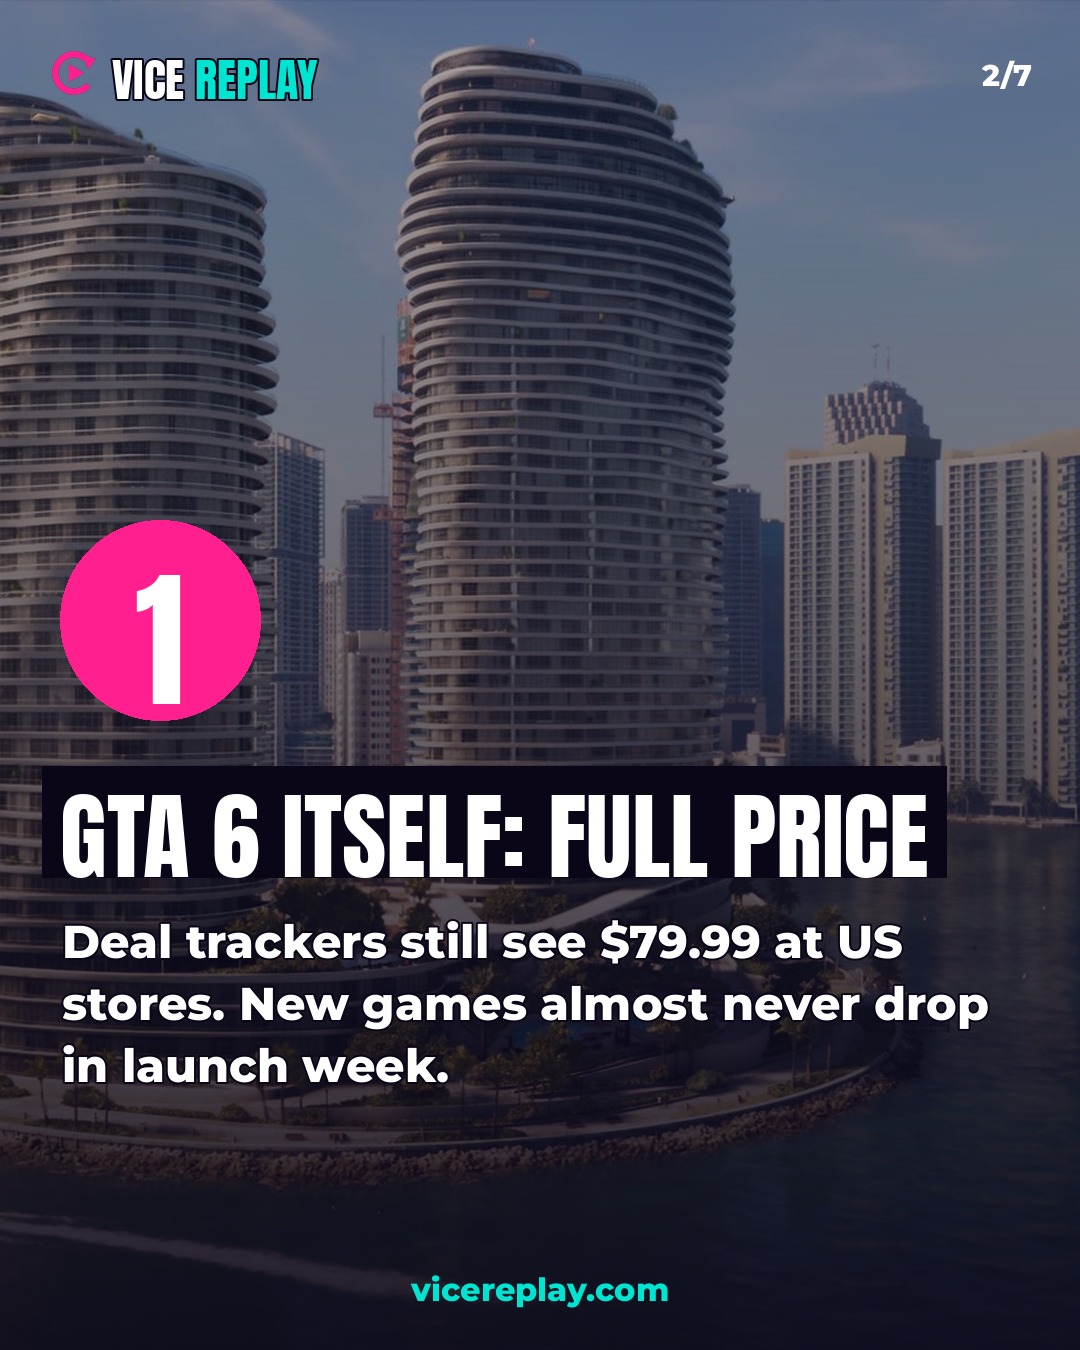 VICE REPLAY
2/7
1
GTA 6 ITSELF: FULL PRICE
Deal trackers still see $79.99 at US
stores. New games almost never drop
in launch week.
vicereplay.com